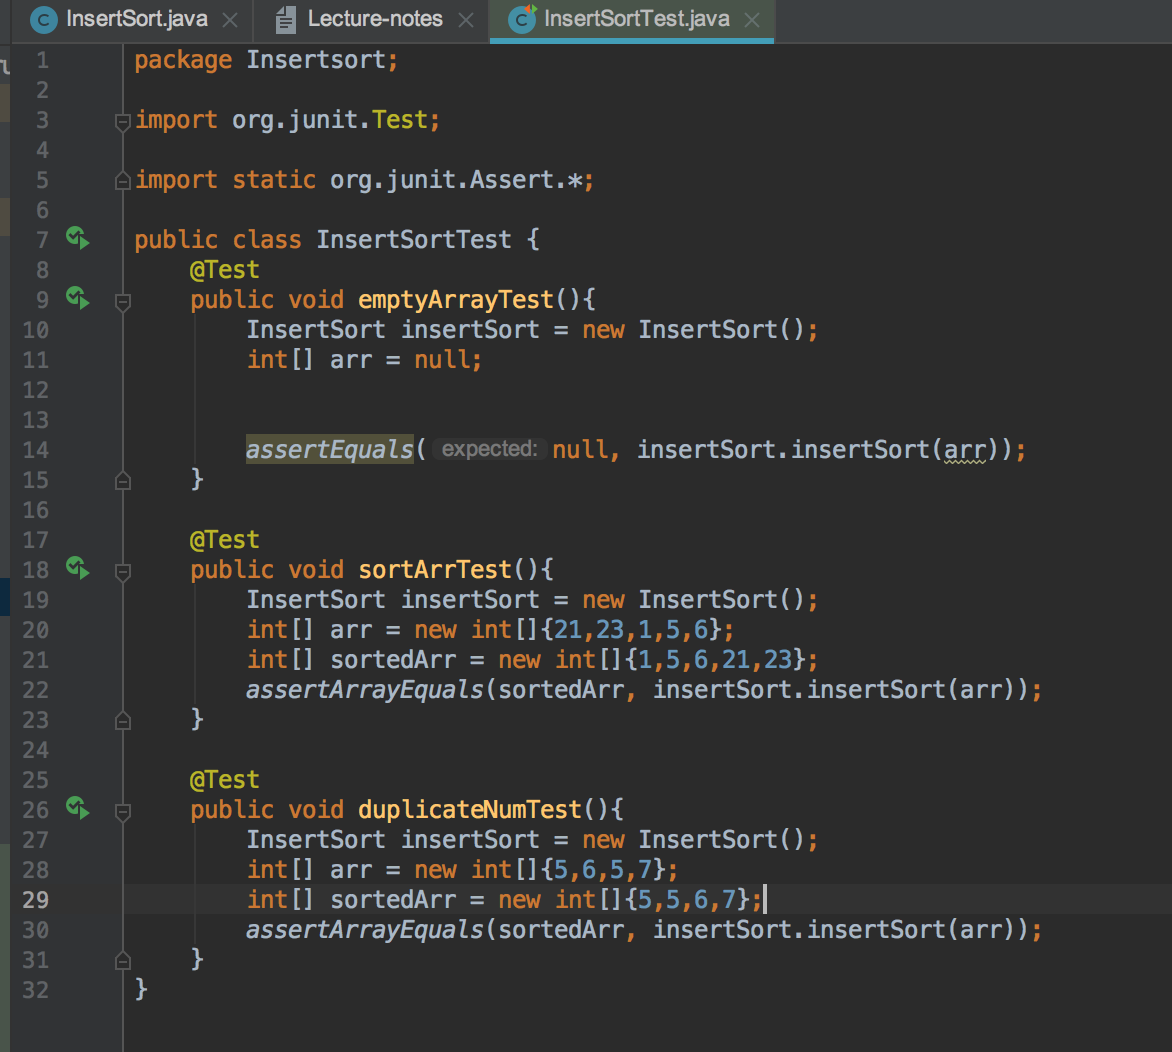 InsertSort.java Lecture-notes InsertSortTest.java
1 package Insertsort;
2
3 import org.junit.Test;
4
5 import static org.junit.Assert.*;
6
7 public class InsertSortTest {
8     @Test
9     public void emptyArrayTest(){
10         InsertSort insertSort = new InsertSort();
11         int[] arr = null;
12
13
14         assertEquals( expected: null, insertSort.insertSort(arr));
15     }
16
17     @Test
18     public void sortArrTest(){
19         InsertSort insertSort = new InsertSort();
20         int[] arr = new int[]{21,23,1,5,6};
21         int[] sortedArr = new int[]{1,5,6,21,23};
22         assertArrayEquals(sortedArr, insertSort.insertSort(arr));
23     }
24
25     @Test
26     public void duplicateNumTest(){
27         InsertSort insertSort = new InsertSort();
28         int[] arr = new int[]{5,6,5,7};
29         int[] sortedArr = new int[]{5,5,6,7};
30         assertArrayEquals(sortedArr, insertSort.insertSort(arr));
31     }
32 }